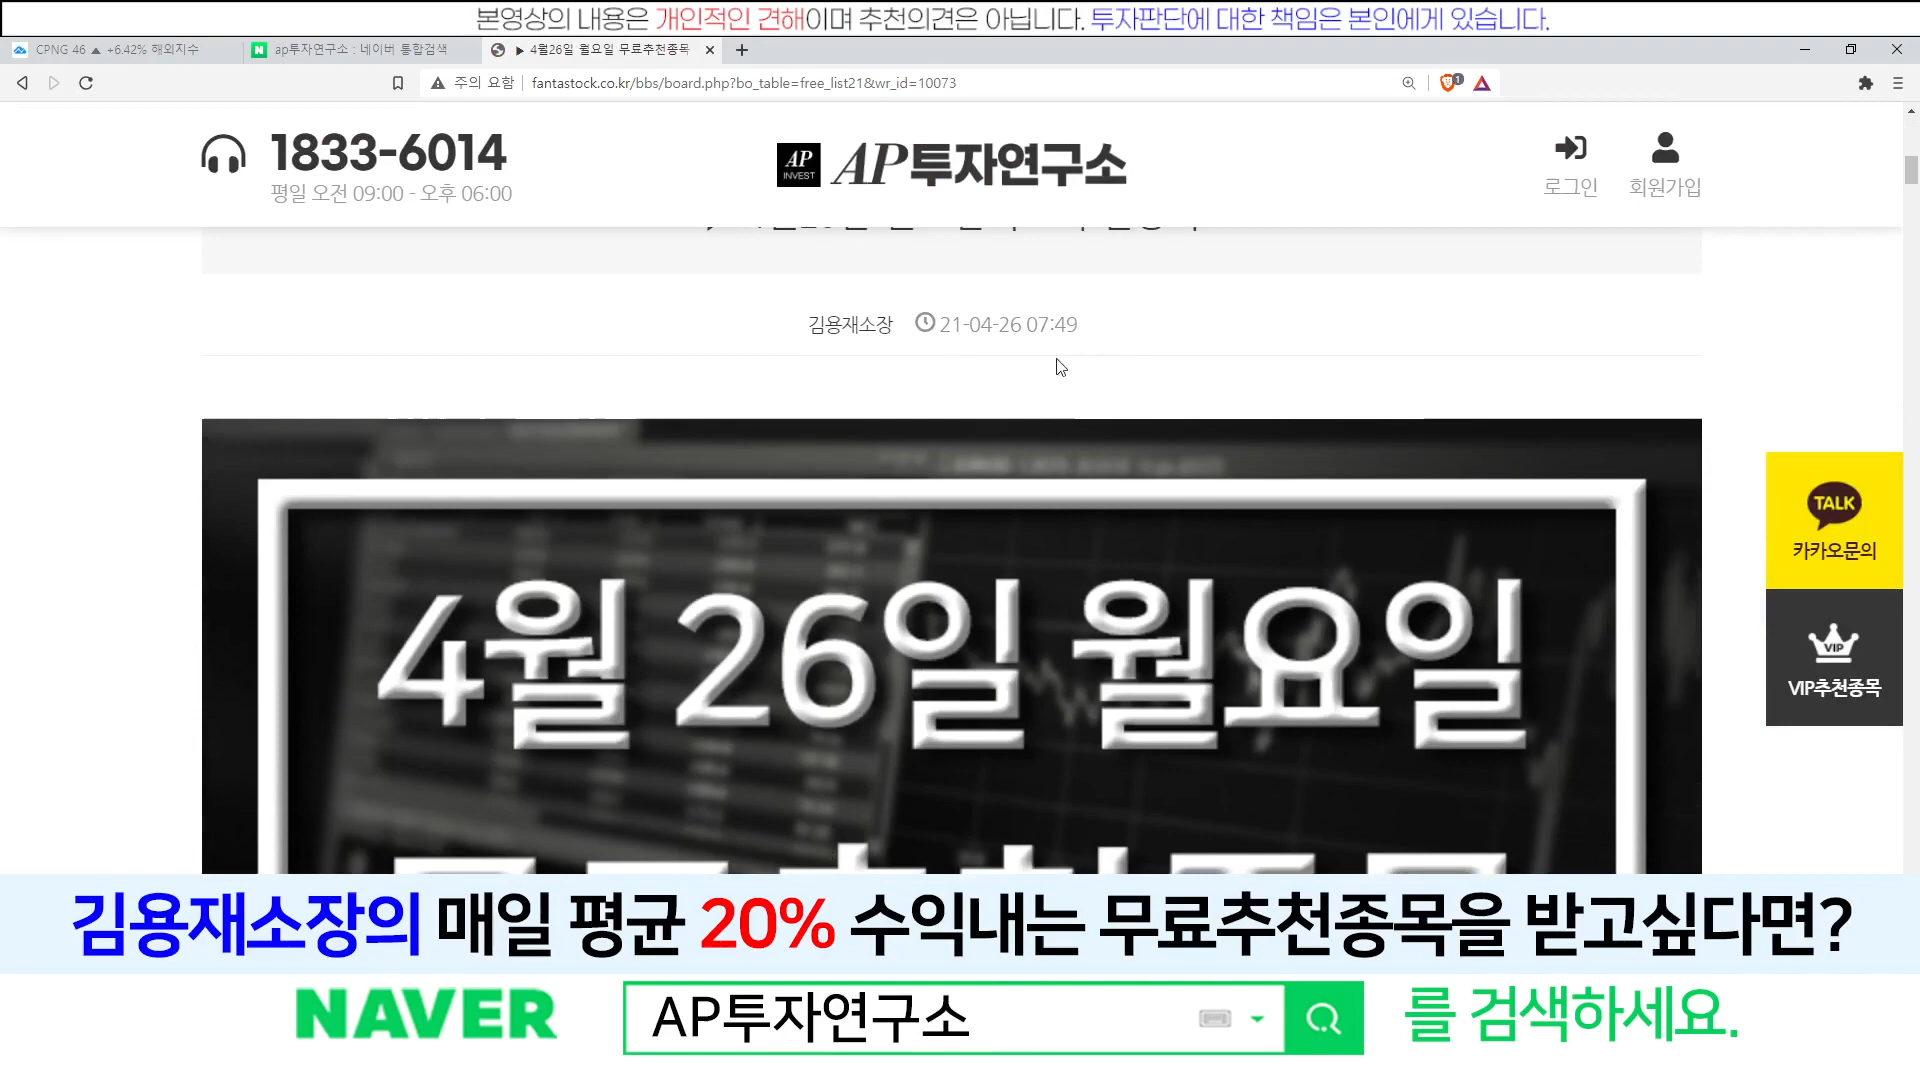 본영상의 내용은 개인적인 견해이며 추천의견은 아닙니다. 투자판단에 대한 책임은 본인에게 있습니다.
CPNG 46 ▲ +6.42% 해외지수
ap투자연구소 : 네이버 통합검색
▶ 4월26일 월요일 무료추천종목
주의 요함
fantastock.co.kr/bbs/board.php?bo_table=free_list21&wr_id=10073
1
1833-6014
평일 오전 09:00 - 오후 06:00
AP
INVEST
AP투자연구소
로그인
회원가입
김용재소장
21-04-26 07:49
4월 26일 월요일
TALK
카카오문의
VIP
VIP추천종목
김용재소장의 매일 평균 20% 수익내는 무료추천종목을 받고싶다면?
NAVER
AP투자연구소
를 검색하세요.